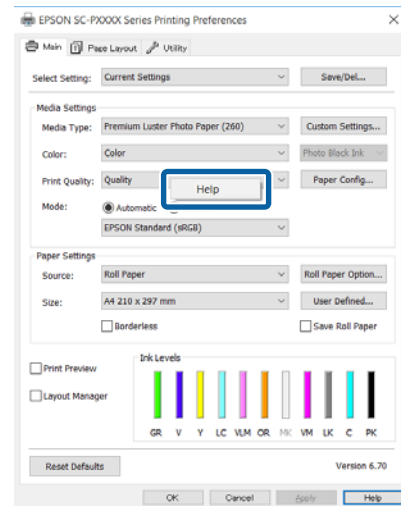 EPSON SC-PXXXX Series Printing Preferences
Main Page Layout Utility
Select Setting: Current Settings Save/Del...
Media Settings
Media Type: Premium Luster Photo Paper (260) Custom Settings...
Color: Color Photo Black Ink
Print Quality: Quality Paper Config...
Help
Mode: Automatic
EPSON Standard (sRGB)
Paper Settings
Source: Roll Paper Roll Paper Option...
Size: A4 210 x 297 mm User Defined...
Borderless Save Roll Paper
Print Preview
Layout Manager
Ink Levels
GR V Y LC VLM OR MK VM LK C PK
Reset Defaults Version 6.70
OK Cancel Apply Help